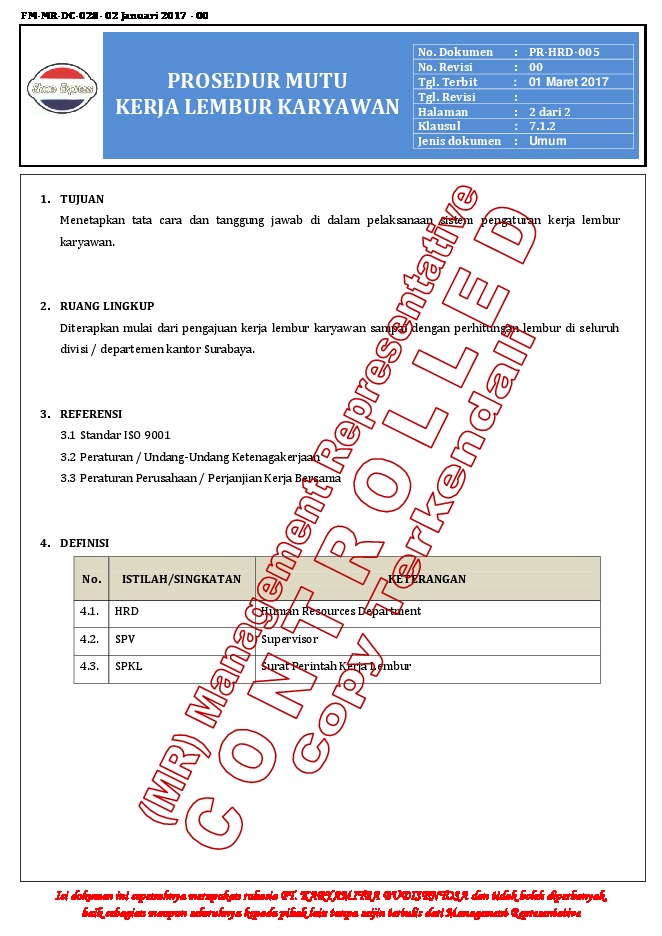 FM-MR-DC-028- 02 Januari 2017 - 00
Shoes Express
PROSEDUR MUTU
KERJA LEMBUR KARYAWAN
No. Dokumen : PR-HRD-005
No. Revisi : 00
Tgl. Terbit : 01 Maret 2017
Tgl. Revisi :
Halaman : 2 dari 2
Klausul : 7.1.2
Jenis dokumen : Umum
1. TUJUAN
Menetapkan tata cara dan tanggung jawab di dalam pelaksanaan sistem pengaturan kerja lembur
karyawan.
2. RUANG LINGKUP
Diterapkan mulai dari pengajuan kerja lembur karyawan sampai dengan perhitungan lembur di seluruh
divisi / departemen kantor Surabaya.
3. REFERENSI
3.1 Standar ISO 9001
3.2 Peraturan / Undang-Undang Ketenagakerjaan
3.3 Peraturan Perusahaan / Perjanjian Kerja Bersama
4. DEFINISI
No. ISTILAH/SINGKATAN KETERANGAN
4.1. HRD Human Resources Department
4.2. SPV Supervisor
4.3. SPKL Surat Perintah Kerja Lembur
(MR) Management Representative
CONTROLLED
Copy Terkendali
Isi dokumen ini sepenuhnya merupakan rahasia PT. KARYAMITRA BUDISENTOSA dan tidak boleh diperbanyak,
baik sebagian maupun seluruhnya kepada pihak lain tanpa seijin tertulis dari Management Representative